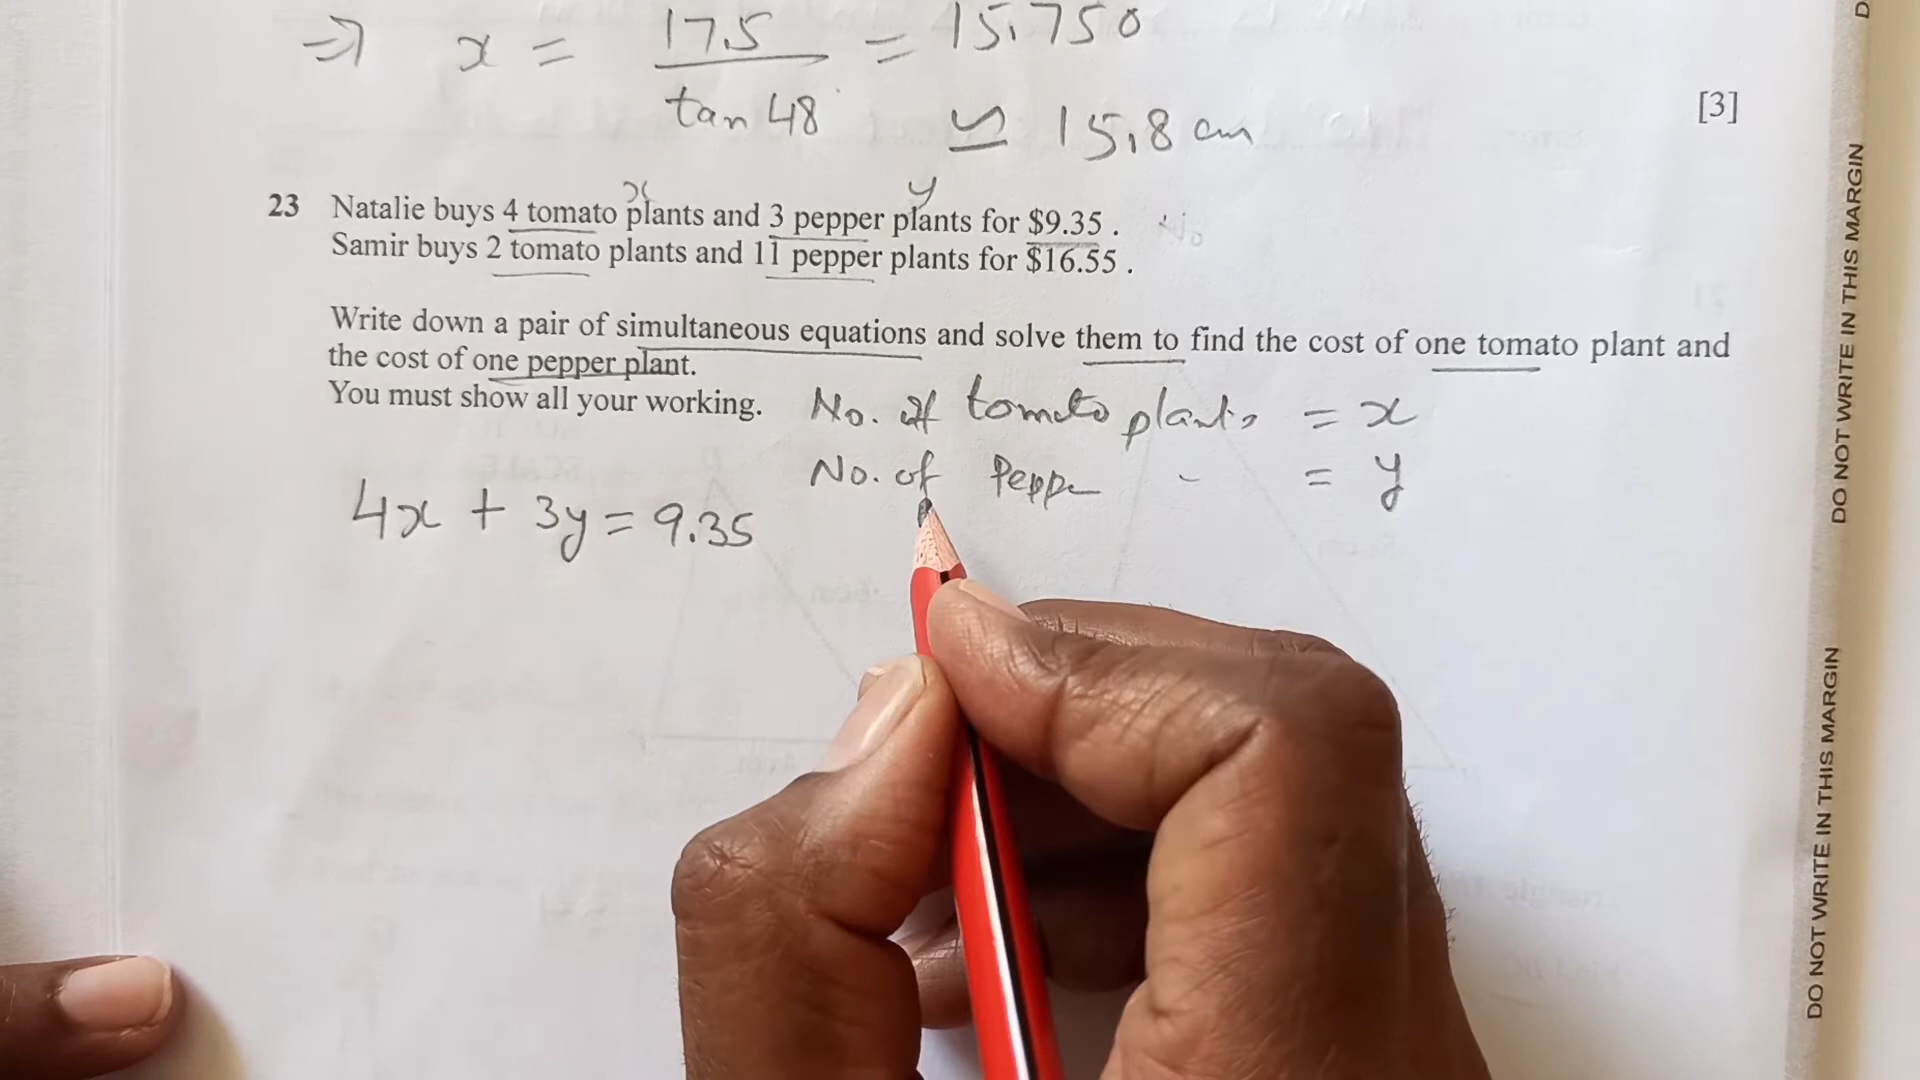 ⇒ x = 17.5 / tan 48 = 15.750
≃ 15.8 cm
[3]
x y
23 Natalie buys 4 tomato plants and 3 pepper plants for $9.35 . No
Samir buys 2 tomato plants and 11 pepper plants for $16.55 .
Write down a pair of simultaneous equations and solve them to find the cost of one tomato plant and
the cost of one pepper plant.
You must show all your working. No. of tomato plants = x
No. of Peppe - = y
4x + 3y = 9.35
DO NOT WRITE IN THIS MARGIN
DO NOT WRITE IN THIS MARGIN